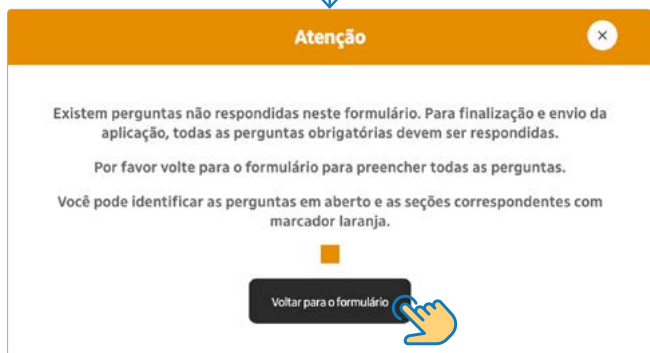 Atenção
Existem perguntas não respondidas neste formulário. Para finalização e envio da
aplicação, todas as perguntas obrigatórias devem ser respondidas.
Por favor volte para o formulário para preencher todas as perguntas.
Você pode identificar as perguntas em aberto e as seções correspondentes com
marcador laranja.
Voltar para o formulário